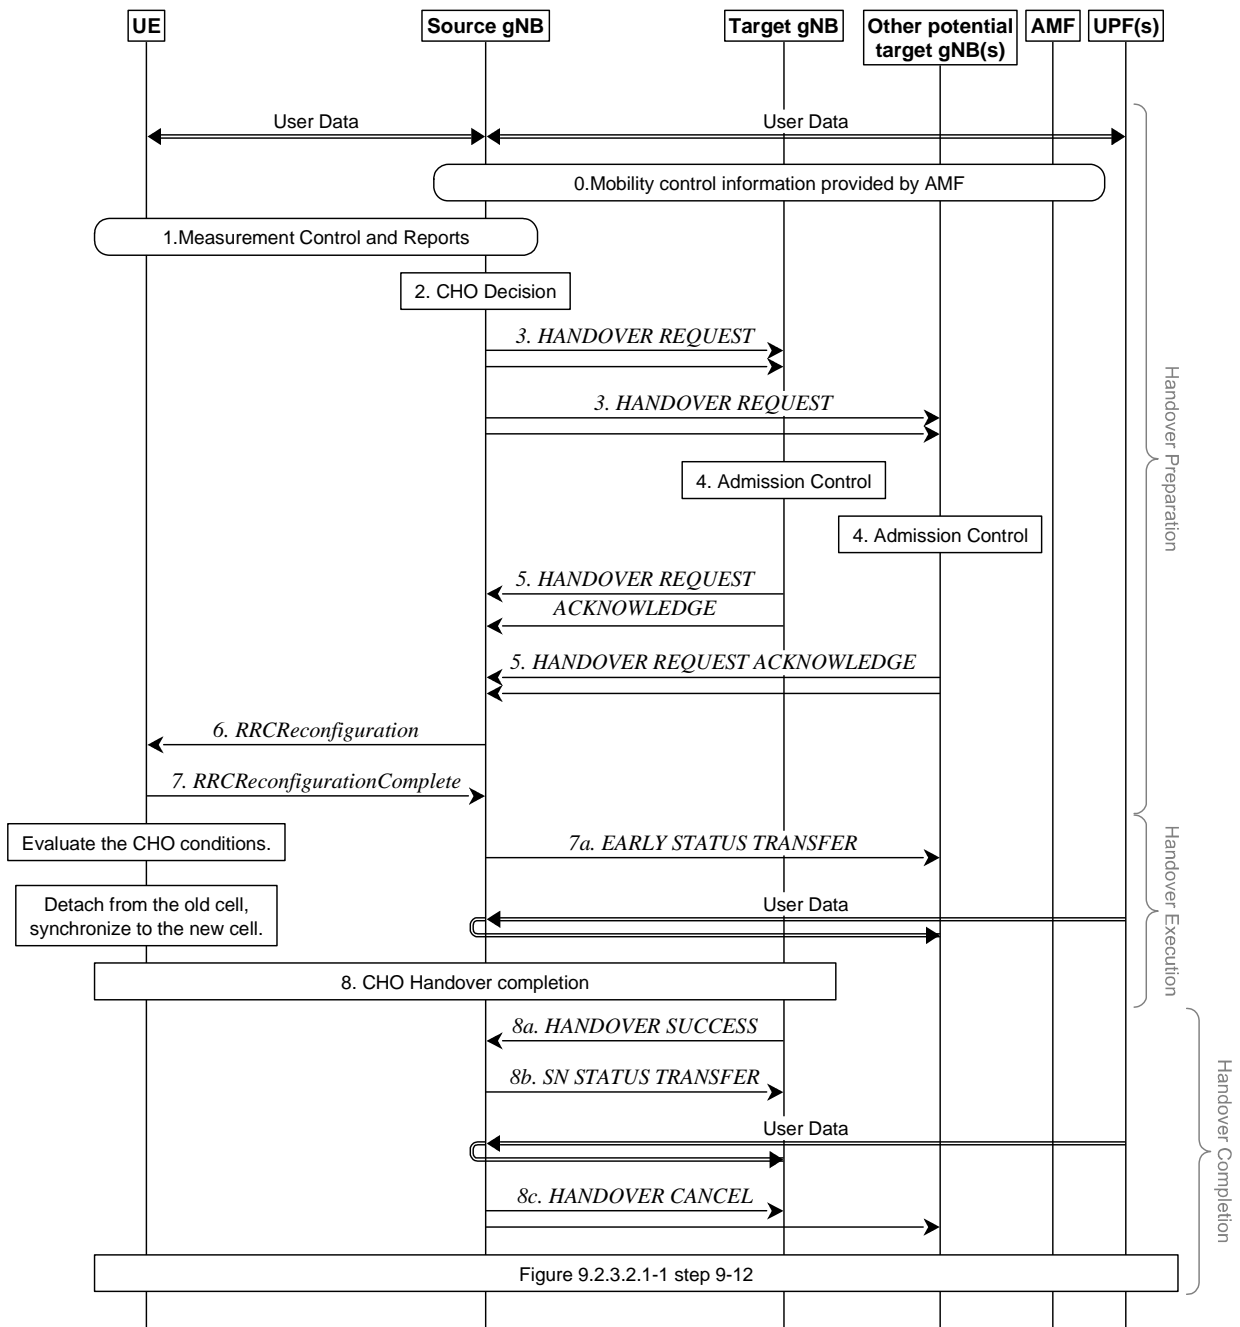 UE
Source gNB
Target gNB
Other potential
target gNB(s)
AMF
UPF(s)
User Data
User Data
0.Mobility control information provided by AMF
1.Measurement Control and Reports
2. CHO Decision
3. HANDOVER REQUEST
3. HANDOVER REQUEST
4. Admission Control
4. Admission Control
Handover Preparation
5. HANDOVER REQUEST
ACKNOWLEDGE
5. HANDOVER REQUEST ACKNOWLEDGE
6. RRCReconfiguration
7. RRCReconfigurationComplete
Evaluate the CHO conditions.
7a. EARLY STATUS TRANSFER
Detach from the old cell,
synchronize to the new cell.
User Data
Handover Execution
8. CHO Handover completion
8a. HANDOVER SUCCESS
8b. SN STATUS TRANSFER
User Data
8c. HANDOVER CANCEL
Handover Completion
Figure 9.2.3.2.1-1 step 9-12